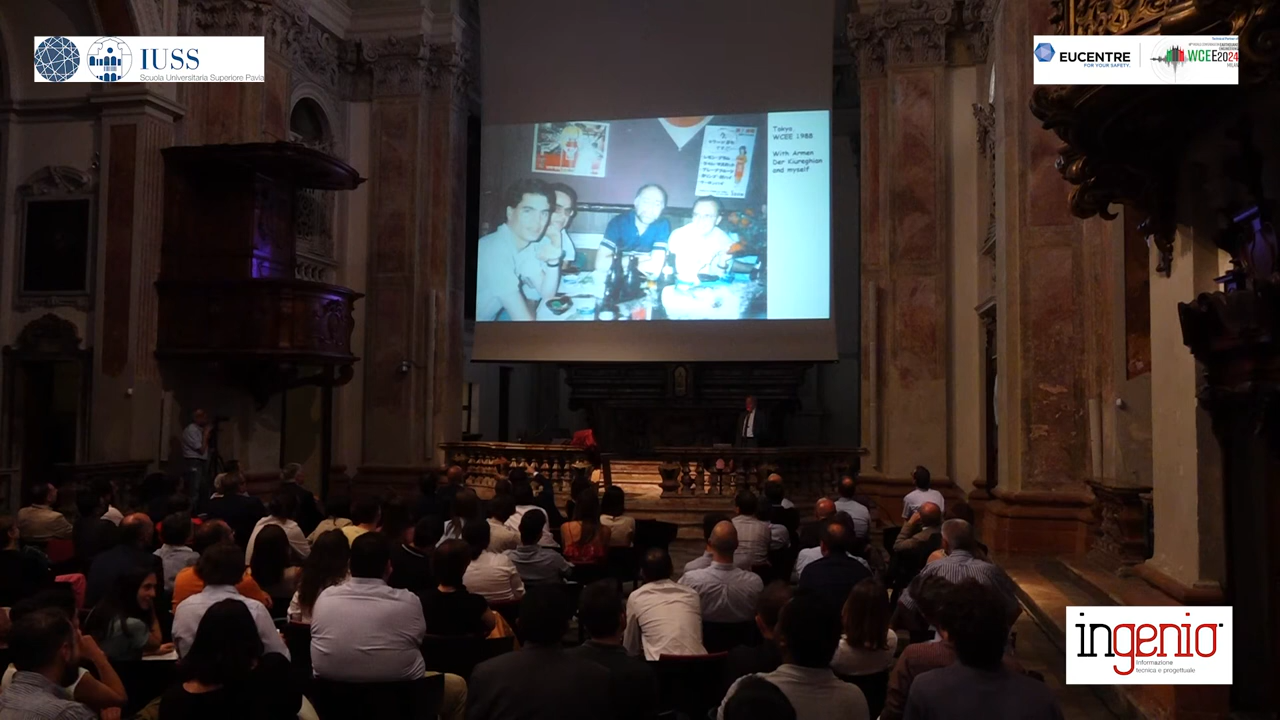 IUSS
Scuola Universitaria Superiore Pavia
EUCENTRE
FOR YOUR SAFETY.
WCEE2024
Tokyo
WCEE 1988
With Armen
Der Kiureghian
and myself
ingenio
Informazione
tecnica e progettuale